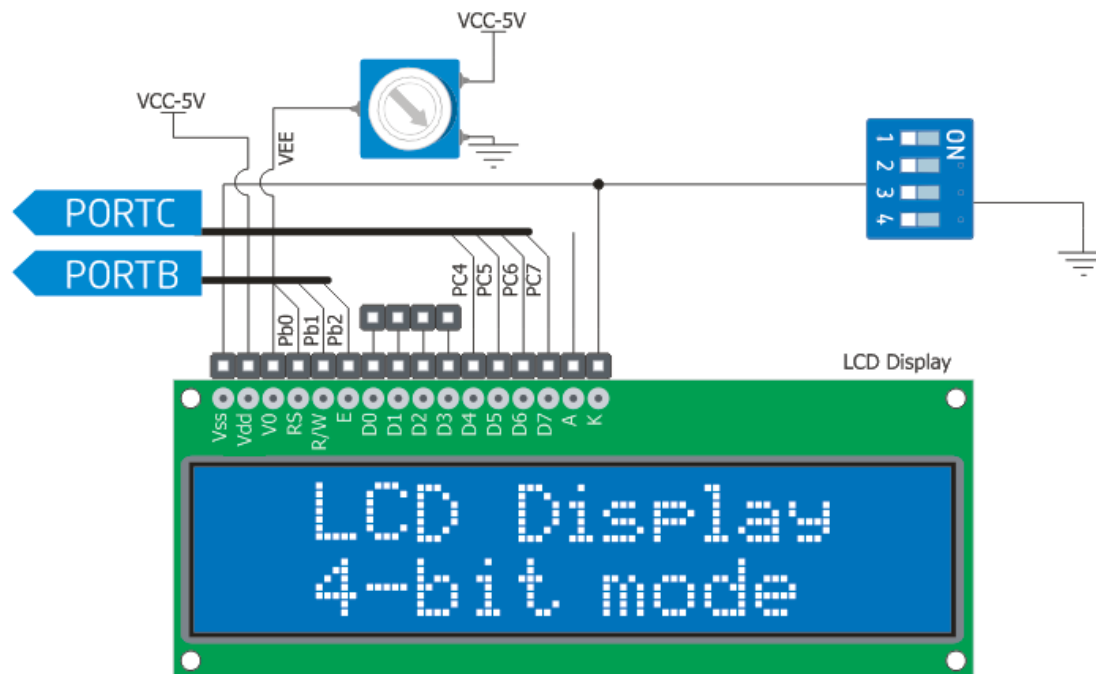 VCC-5V
VCC-5V
VEE
ON
1
2
3
4
PORTC
PORTB
PC4
PC5
PC6
PC7
Pb0
Pb1
Pb2
LCD Display
Vss
Vdd
V0
RS
R/W
E
D0
D1
D2
D3
D4
D5
D6
D7
A
K
LCD Display
4-bit mode